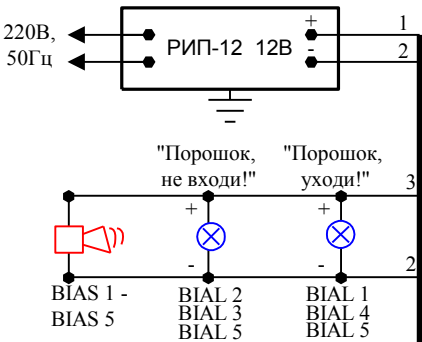 220В,
50Гц
РИП-12 12В
+
-
1
2
"Порошок,
не входи!"
"Порошок,
уходи!"
3
+
+
-
-
2
BIAS 1 -
BIAS 5
BIAL 2
BIAL 3
BIAL 5
BIAL 1
BIAL 4
BIAL 5